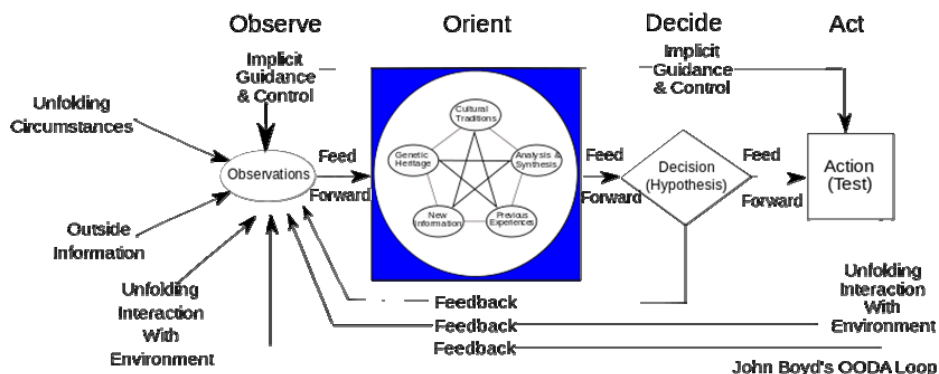 Observe
Orient
Decide
Act
Implicit
Guidance
& Control
Implicit
Guidance
& Control
Unfolding
Circumstances
Observations
Feed
Forward
Cultural
Traditions
Genetic
Heritage
Analysis &
Synthesis
New
Information
Previous
Experiences
Feed
Forward
Decision
(Hypothesis)
Feed
Forward
Action
(Test)
Outside
Information
Unfolding
Interaction
With
Environment
Feedback
Feedback
Feedback
Unfolding
Interaction
With
Environment
John Boyd's OODA Loop